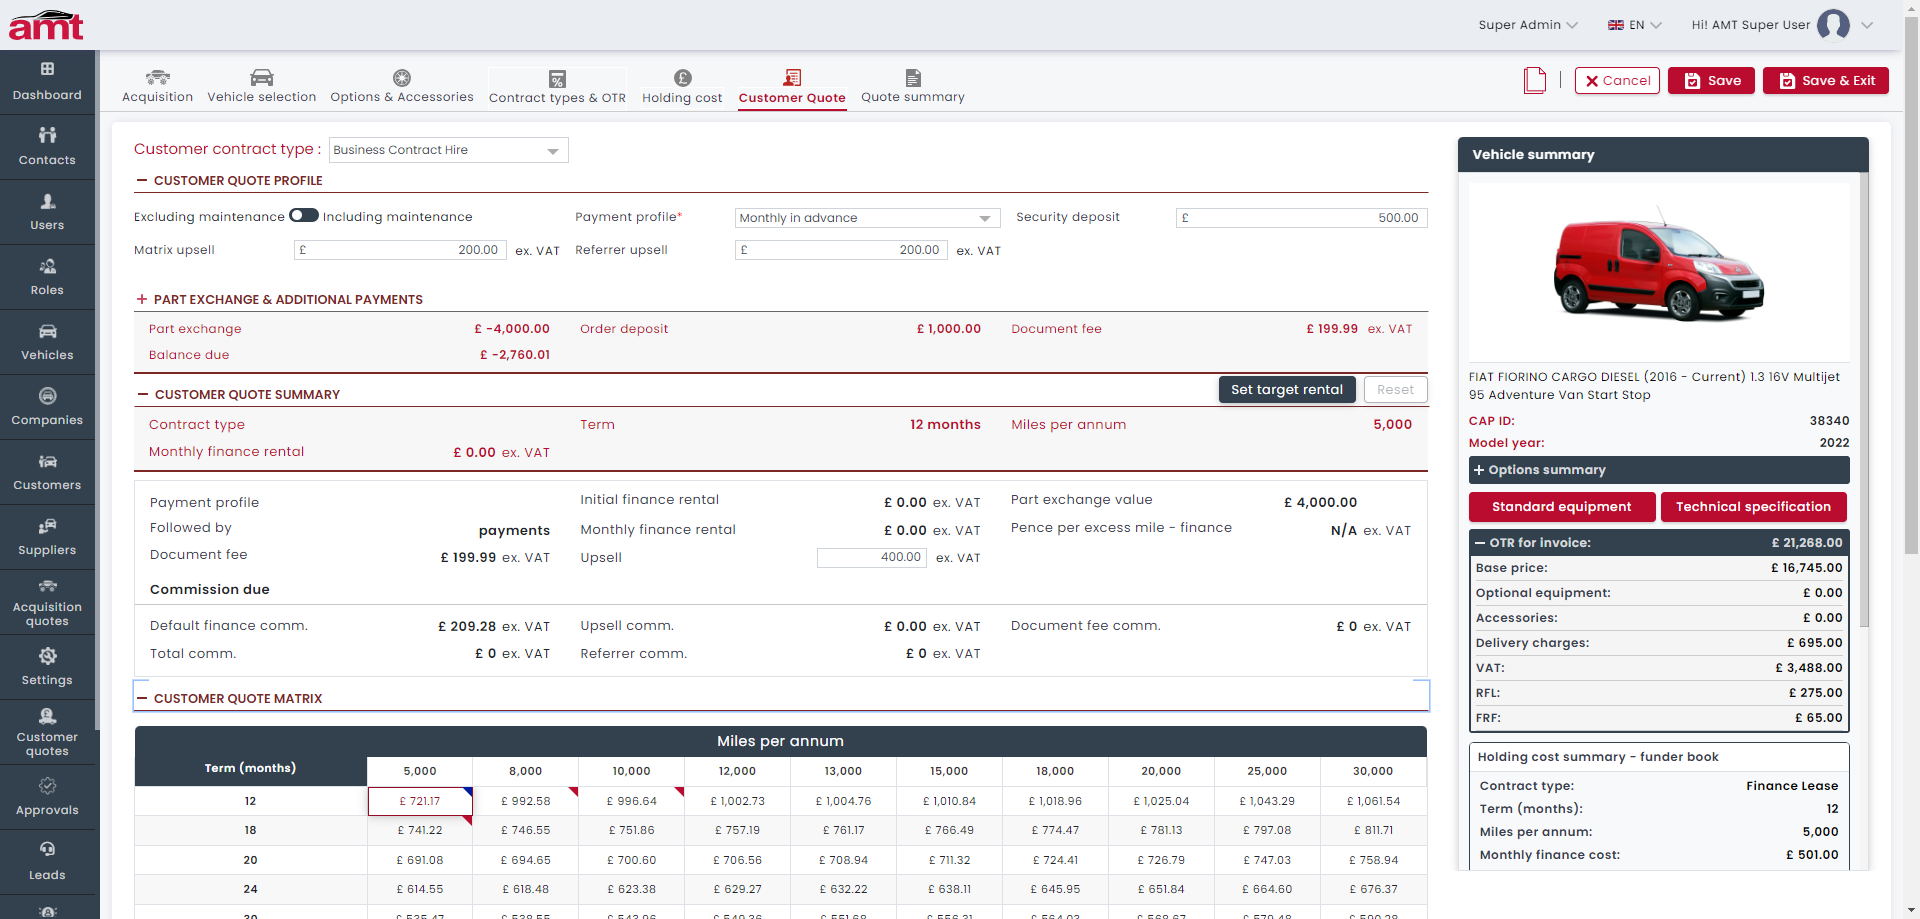 amt
Super Admin
EN
Hi! AMT Super User
Dashboard
Contacts
Users
Roles
Vehicles
Companies
Customers
Suppliers
Acquisition quotes
Settings
Customer quotes
Approvals
Leads
Acquisition
Vehicle selection
Options & Accessories
Contract types & OTR
Holding cost
Customer Quote
Quote summary
Cancel
Save
Save & Exit
Customer contract type : Business Contract Hire
CUSTOMER QUOTE PROFILE
Excluding maintenance Including maintenance Payment profile* Monthly in advance Security deposit £ 500.00
Matrix upsell £ 200.00 ex. VAT Referrer upsell £ 200.00 ex. VAT
PART EXCHANGE & ADDITIONAL PAYMENTS
Part exchange £ -4,000.00 Order deposit £ 1,000.00 Document fee £ 199.99 ex. VAT
Balance due £ -2,760.01
CUSTOMER QUOTE SUMMARY Set target rental Reset
Contract type Term 12 months Miles per annum 5,000
Monthly finance rental £ 0.00 ex. VAT
Payment profile Initial finance rental £ 0.00 ex. VAT Part exchange value £ 4,000.00
Followed by payments Monthly finance rental £ 0.00 ex. VAT Pence per excess mile - finance N/A ex. VAT
Document fee £ 199.99 ex. VAT Upsell 400.00 ex. VAT
Commission due
Default finance comm. £ 209.28 ex. VAT Upsell comm. £ 0.00 ex. VAT Document fee comm. £ 0 ex. VAT
Total comm. £ 0 ex. VAT Referrer comm. £ 0 ex. VAT
CUSTOMER QUOTE MATRIX
Miles per annum
Term (months) 5,000 8,000 10,000 12,000 13,000 15,000 18,000 20,000 25,000 30,000
12 £ 721.17 £ 992.58 £ 996.64 £ 1,002.73 £ 1,004.76 £ 1,010.84 £ 1,018.96 £ 1,025.04 £ 1,043.29 £ 1,061.54
18 £ 741.22 £ 746.55 £ 751.86 £ 757.19 £ 761.17 £ 766.49 £ 774.47 £ 781.13 £ 797.08 £ 811.71
20 £ 691.08 £ 694.65 £ 700.60 £ 706.56 £ 708.94 £ 711.32 £ 724.41 £ 726.79 £ 747.03 £ 758.94
24 £ 614.55 £ 618.48 £ 623.38 £ 629.27 £ 632.22 £ 638.11 £ 645.95 £ 651.84 £ 664.60 £ 676.37
Vehicle summary
FIAT FIORINO CARGO DIESEL (2016 - Current) 1.3 16V Multijet
95 Adventure Van Start Stop
CAP ID: 38340
Model year: 2022
Options summary
Standard equipment
Technical specification
OTR for invoice: £ 21,268.00
Base price: £ 16,745.00
Optional equipment: £ 0.00
Accessories: £ 0.00
Delivery charges: £ 695.00
VAT: £ 3,488.00
RFL: £ 275.00
FRF: £ 65.00
Holding cost summary - funder book
Contract type: Finance Lease
Term (months): 12
Miles per annum: 5,000
Monthly finance cost: £ 501.00